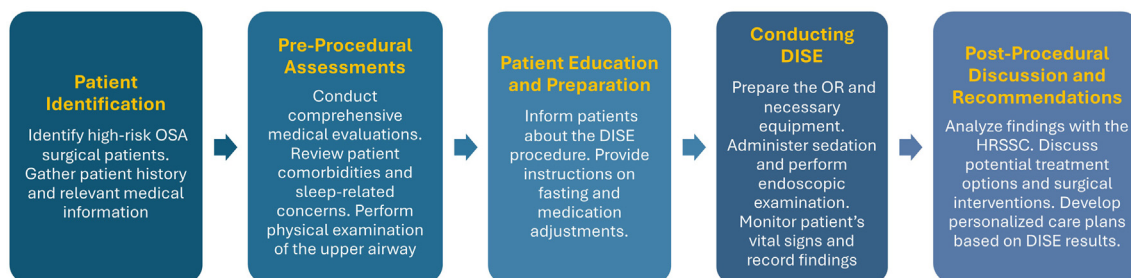 Patient
Identification
Identify high-risk OSA
surgical patients.
Gather patient history
and relevant medical
information
Pre-Procedural
Assessments
Conduct
comprehensive
medical evaluations.
Review patient
comorbidities and
sleep-related
concerns. Perform
physical examination
of the upper airway
Patient Education
and Preparation
Inform patients
about the DISE
procedure. Provide
instructions on
fasting and
medication
adjustments.
Conducting
DISE
Prepare the OR and
necessary
equipment.
Administer sedation
and perform
endoscopic
examination.
Monitor patient’s
vital signs and
record findings
Post-Procedural
Discussion and
Recommendations
Analyze findings with the
HRSSC. Discuss
potential treatment
options and surgical
interventions. Develop
personalized care plans
based on DISE results.